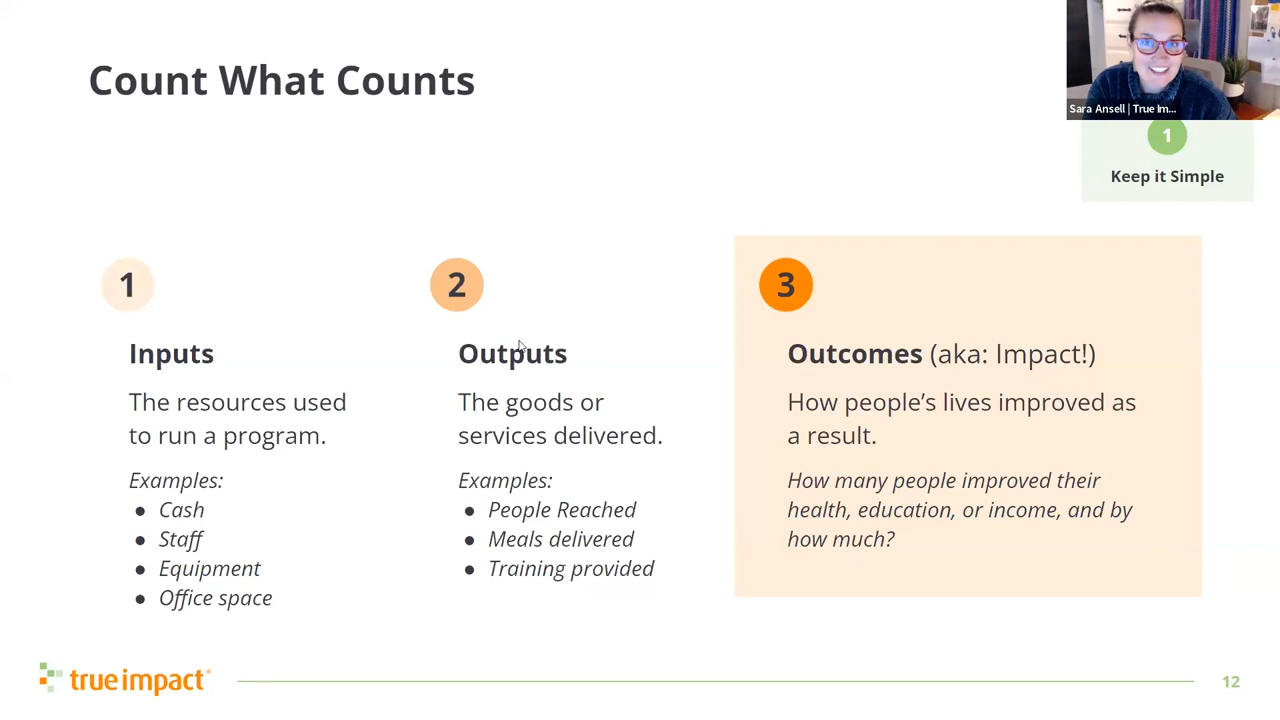 Count What Counts
Sara Ansell | True Im...
1
Keep it Simple
1
Inputs
The resources used
to run a program.
Examples:
● Cash
● Staff
● Equipment
● Office space
2
Outputs
The goods or
services delivered.
Examples:
● People Reached
● Meals delivered
● Training provided
3
Outcomes (aka: Impact!)
How people's lives improved as
a result.
How many people improved their
health, education, or income, and by
how much?
true impact
12